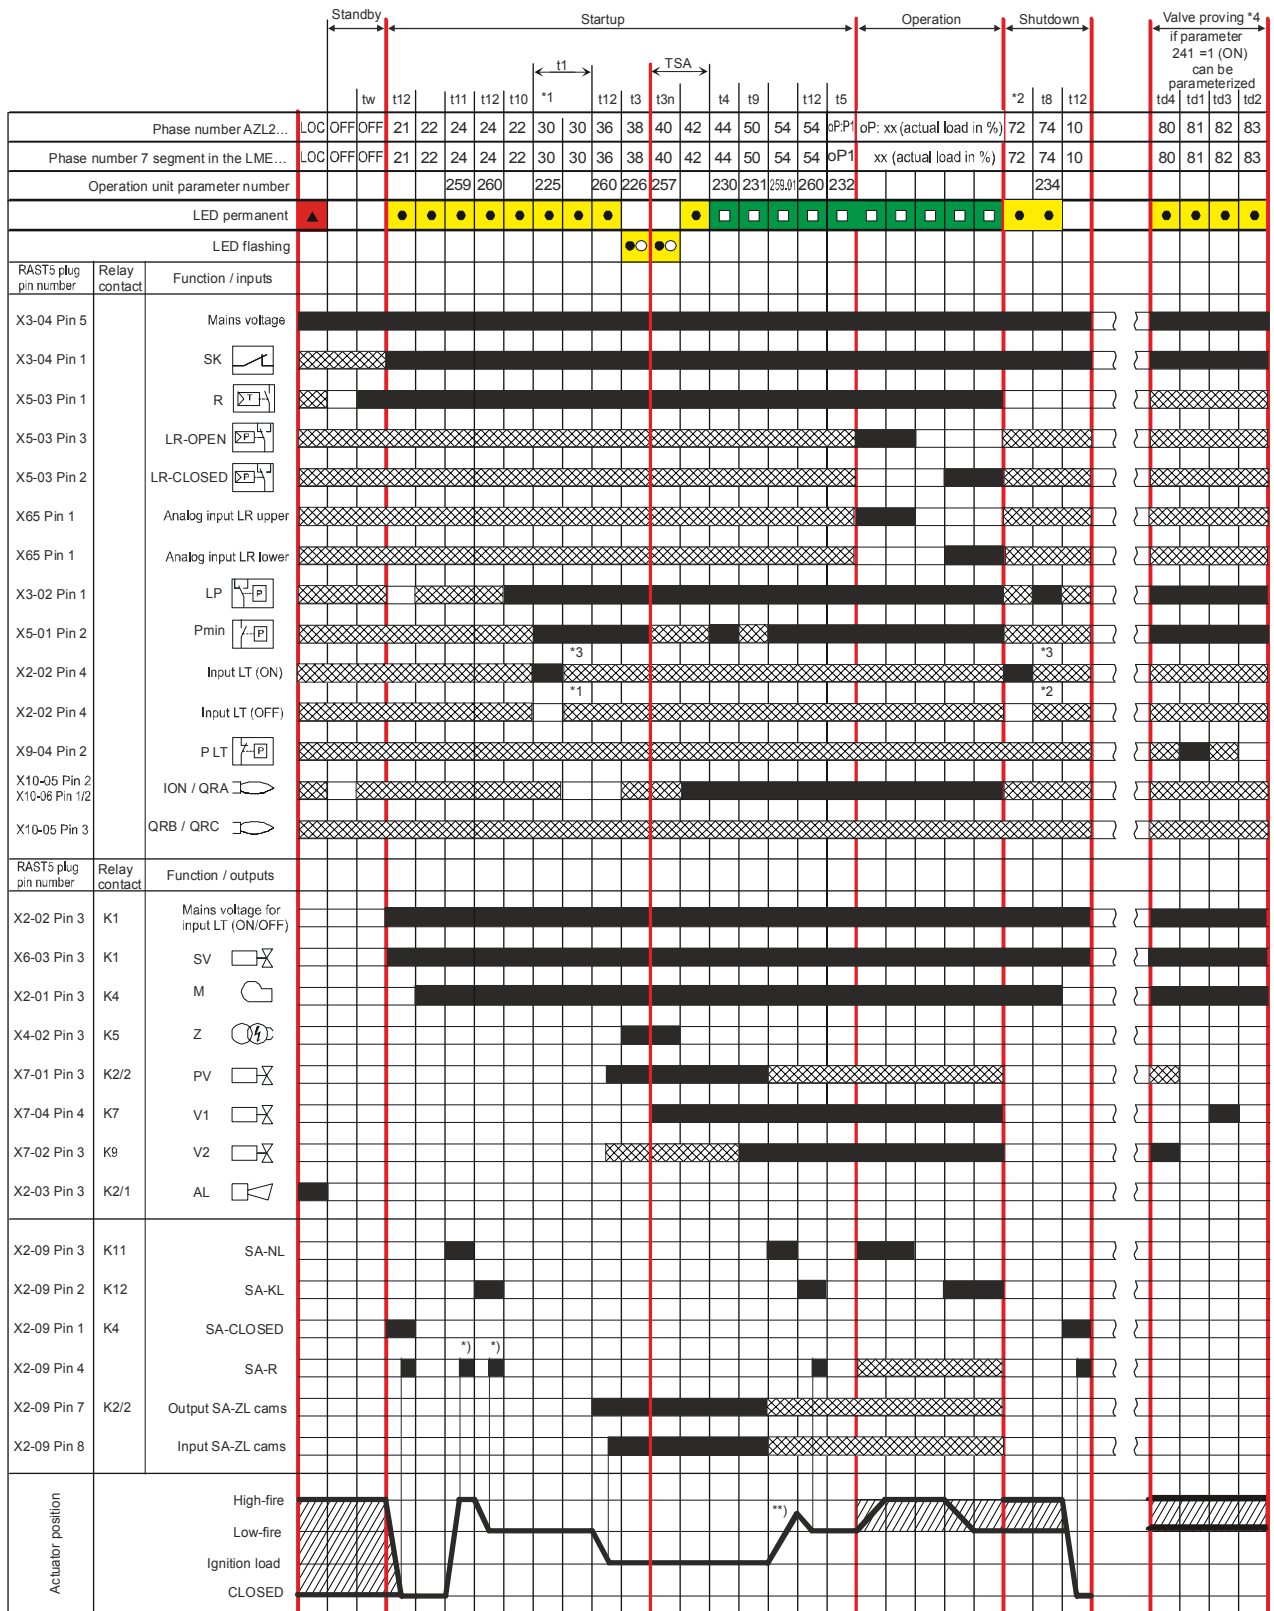 Standby Startup Operation Shutdown Valve proving *4
if parameter
241 =1 (ON)
can be
parameterized
t1 TSA
tw t12 t11 t12 t10 *1 t12 t3 t3n t4 t9 t12 t5 *2 t8 t12 td4 td1 td3 td2
Phase number AZL2... LOC OFF OFF 21 22 24 24 22 30 30 36 38 40 42 44 50 54 54 oP:P1 oP: xx (actual load in %) 72 74 10 80 81 82 83
Phase number 7 segment in the LME... LOC OFF OFF 21 22 24 24 22 30 30 36 38 40 42 44 50 54 54 oP1 xx (actual load in %) 72 74 10 80 81 82 83
Operation unit parameter number 259 260 225 260 226 257 230 231 259.01 260 232 234
LED permanent
LED flashing
RAST5 plug pin number Relay contact Function / inputs
X3-04 Pin 5 Mains voltage
X3-04 Pin 1 SK
X5-03 Pin 1 R T
X5-03 Pin 3 LR-OPEN P
X5-03 Pin 2 LR-CLOSED P
X65 Pin 1 Analog input LR upper
X65 Pin 1 Analog input LR lower
X3-02 Pin 1 LP P
X5-01 Pin 2 Pmin P
*3 *3
X2-02 Pin 4 Input LT (ON)
*1 *2
X2-02 Pin 4 Input LT (OFF)
X9-04 Pin 2 P LT P
X10-05 Pin 2
X10-06 Pin 1/2 ION / QRA
X10-05 Pin 3 QRB / QRC
RAST5 plug pin number Relay contact Function / outputs
X2-02 Pin 3 K1 Mains voltage for input LT (ON/OFF)
X6-03 Pin 3 K1 SV
X2-01 Pin 3 K4 M
X4-02 Pin 3 K5 Z
X7-01 Pin 3 K2/2 PV
X7-04 Pin 4 K7 V1
X7-02 Pin 3 K9 V2
X2-03 Pin 3 K2/1 AL
X2-09 Pin 3 K11 SA-NL
X2-09 Pin 2 K12 SA-KL
X2-09 Pin 1 K4 SA-CLOSED
*) *)
X2-09 Pin 4 SA-R
X2-09 Pin 7 K2/2 Output SA-ZL cams
X2-09 Pin 8 Input SA-ZL cams
Actuator position
High-fire
**)
Low-fire
Ignition load
CLOSED